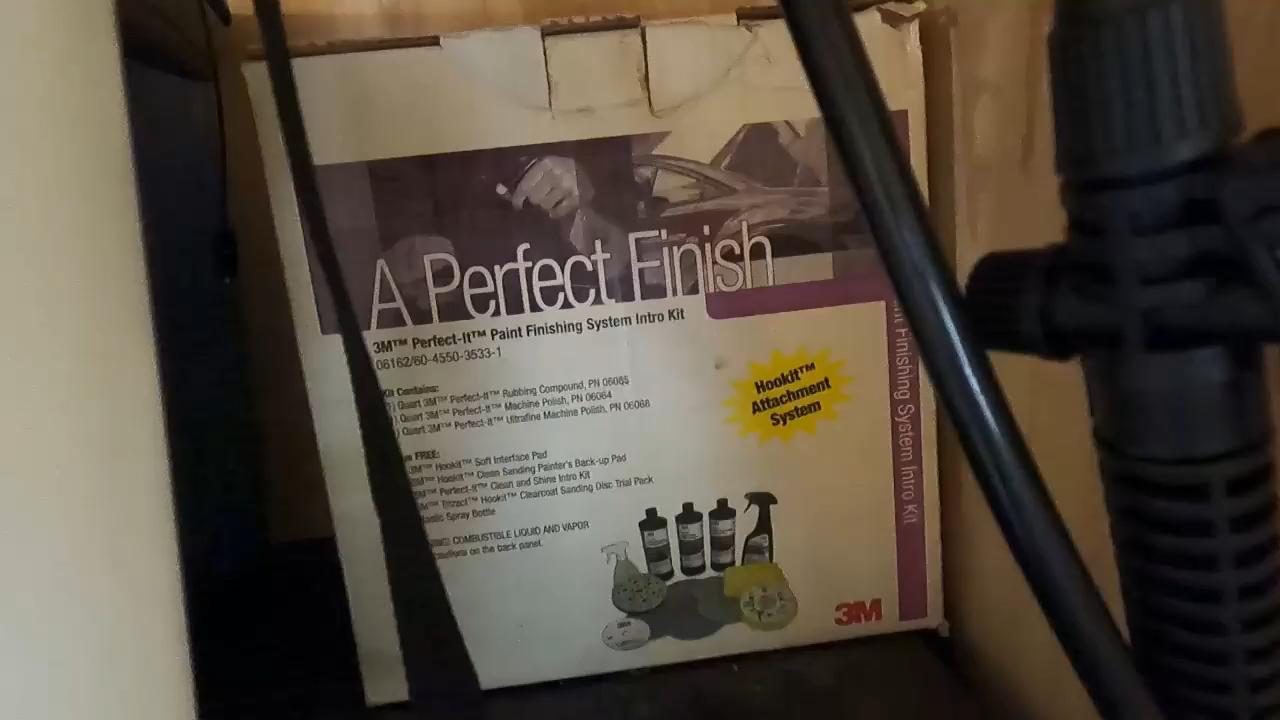 A Perfect Finish
3M™ Perfect-It™ Paint Finishing System Intro Kit
06162/60-4550-3533-1
Kit Contains:
) Quart 3M™ Perfect-It™ Rubbing Compound, PN 06085
) Quart 3M™ Perfect-It™ Machine Polish, PN 06064
) Quart 3M™ Perfect-It™ Ultrafine Machine Polish, PN 06068
FREE:
3M™ Hookit™ Soft Interface Pad
3M™ Hookit™ Clean Sanding Painter's Back-up Pad
3M™ Perfect-It™ Clean and Shine Intro Kit
Trizact™ Hookit™ Clearcoat Sanding Disc Trial Pack
Spray Bottle
COMBUSTIBLE LIQUID AND VAPOR
on the back panel.
Hookit™
Attachment
System
3M
Finishing System Intro Kit